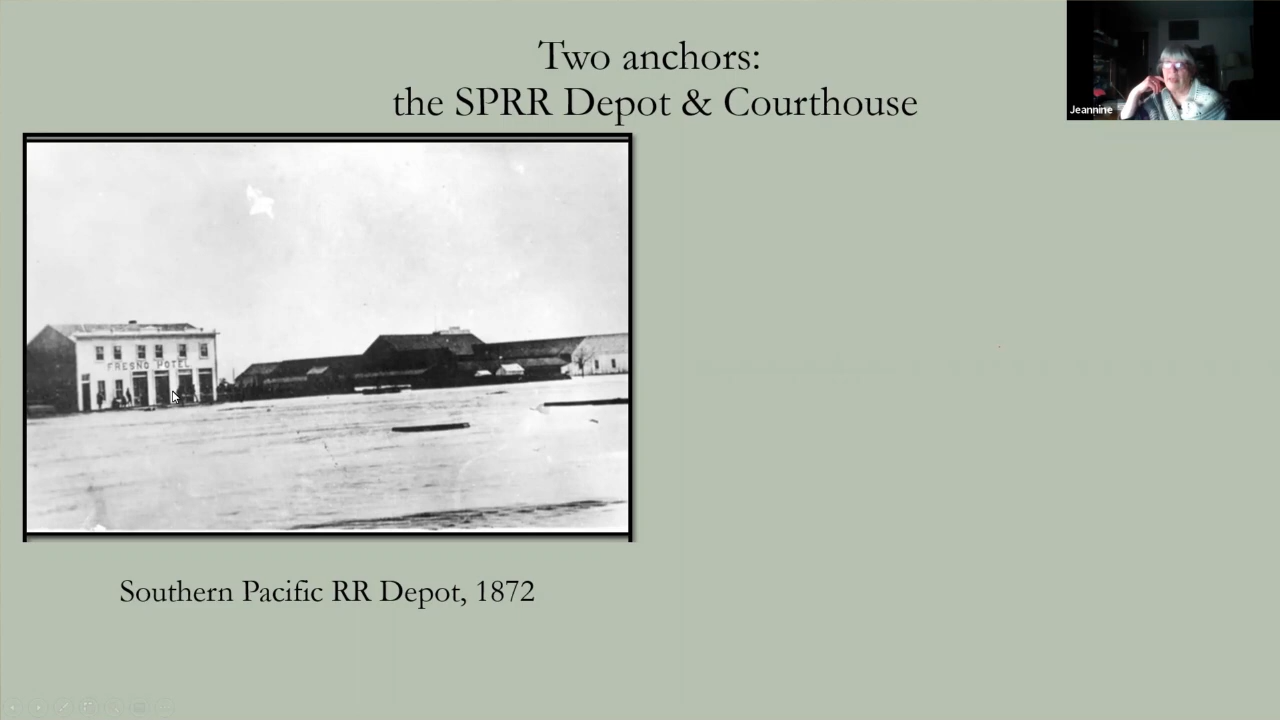 Two anchors:
the SPRR Depot & Courthouse
Jeannine
FRESNO HOTEL
Southern Pacific RR Depot, 1872